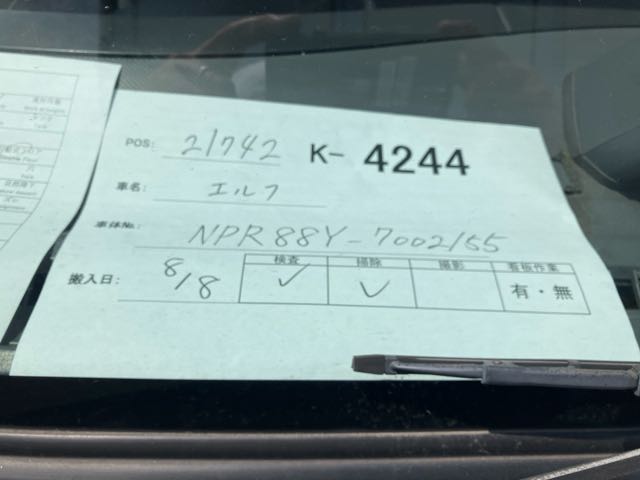 POS: 21742 K-4244
車名: エルフ
車体No: NPR88Y-7002155
搬入日: 8/8
検査 掃除 撮影 看板作業
✓ ✓ 有・無